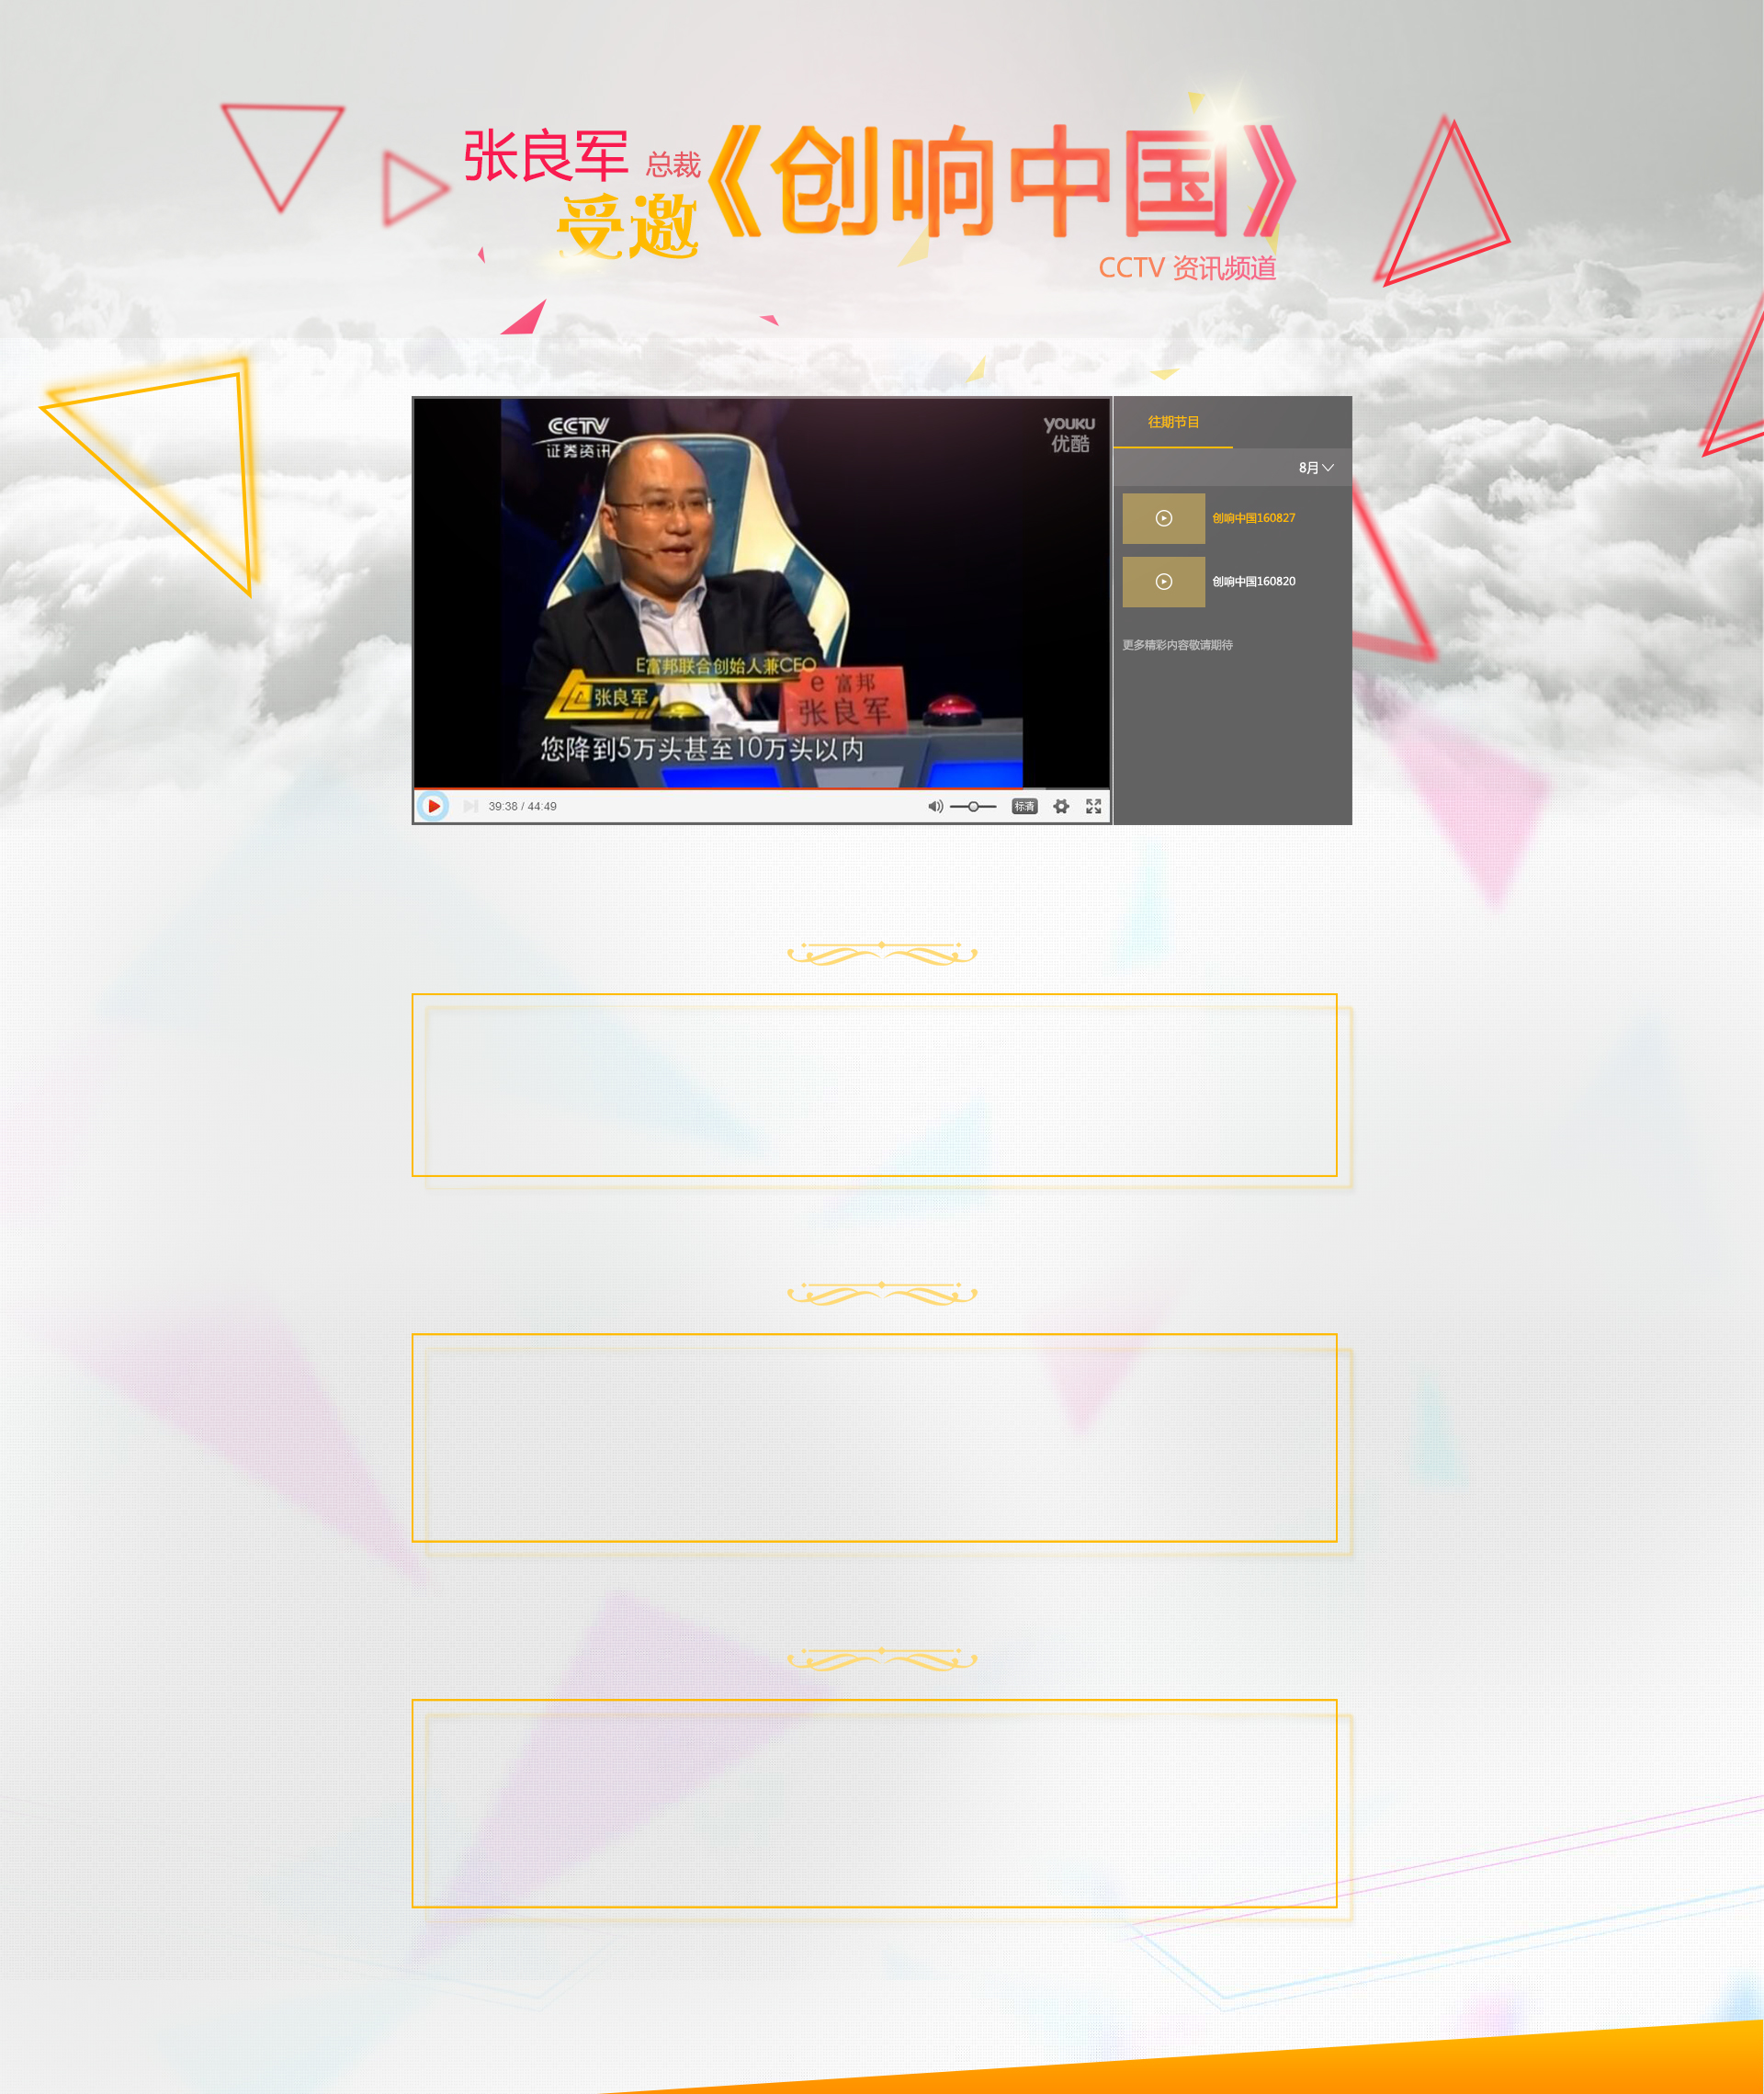 张良军 总裁
受邀
《创响中国》
CCTV 资讯频道
CCTV
证券资讯
YOUKU
优酷
E富邦联合创始人兼CEO
张良军
e 富邦
张良军
您降到5万头甚至10万头以内
39:38 / 44:49
标清
往期节目
8月
创响中国160827
创响中国160820
更多精彩内容敬请期待